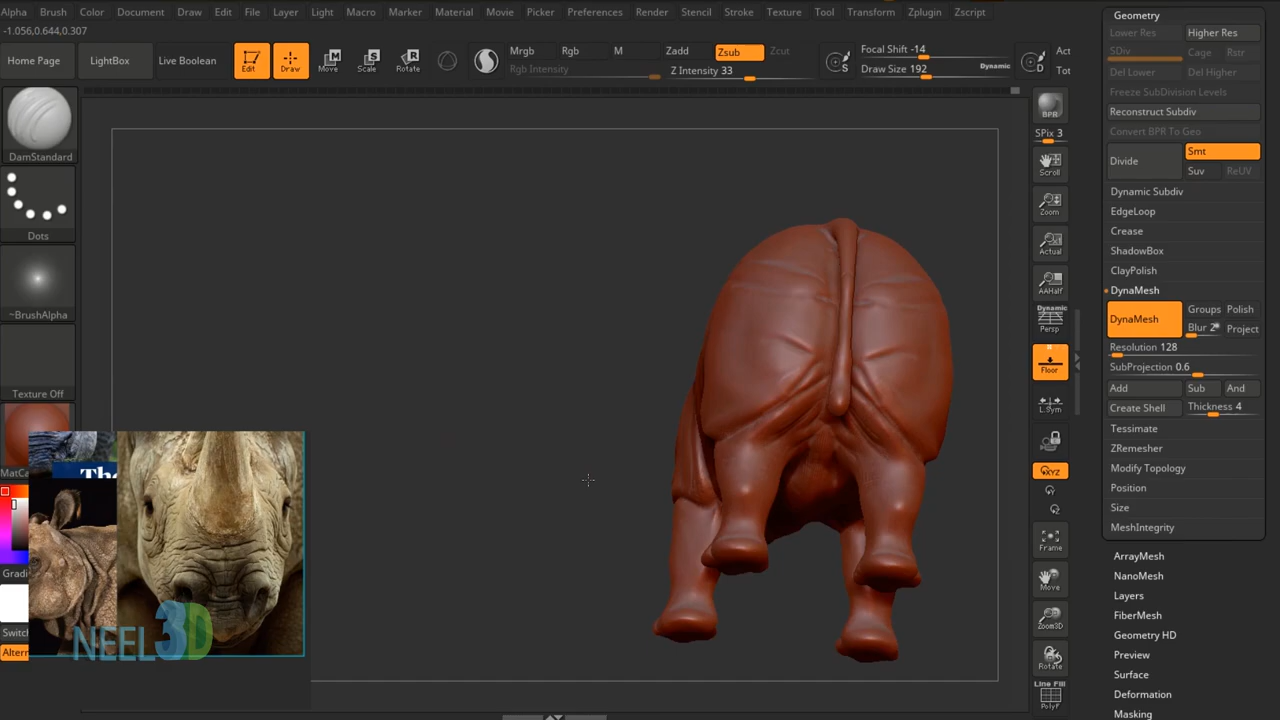 Alpha Brush Color Document Draw Edit File Layer Light Macro Marker Material Movie Picker Preferences Render Stencil Stroke Texture Tool Transform Zplugin Zscript
-1.056,0.644,0.307
Home Page LightBox Live Boolean Edit Draw Move Scale Rotate
Mrgb Rgb M Zadd Zsub Zcut
Rgb Intensity Z Intensity 33
S Focal Shift -14
Draw Size 192 Dynamic D
Act
Tot
DamStandard
Dots
~BrushAlpha
Texture Off
MatCa
Gradi
Switch
Altern
The
NEEL3D
BPR
SPix 3
Scroll
Zoom
Actual
AAHalf
Dynamic
Persp
Floor
L.Sym
XYZ
Frame
Move
Zoom3D
Rotate
Line Fill
PolyF
Geometry
Lower Res Higher Res
SDiv Cage Rstr
Del Lower Del Higher
Freeze SubDivision Levels
Reconstruct Subdiv
Convert BPR To Geo
Divide Smt
Suv ReUV
Dynamic Subdiv
EdgeLoop
Crease
ShadowBox
ClayPolish
DynaMesh
DynaMesh Groups Polish
Blur 2 Project
Resolution 128
SubProjection 0.6
Add Sub And
Create Shell Thickness 4
Tessimate
ZRemesher
Modify Topology
Position
Size
MeshIntegrity
ArrayMesh
NanoMesh
Layers
FiberMesh
Geometry HD
Preview
Surface
Deformation
Masking